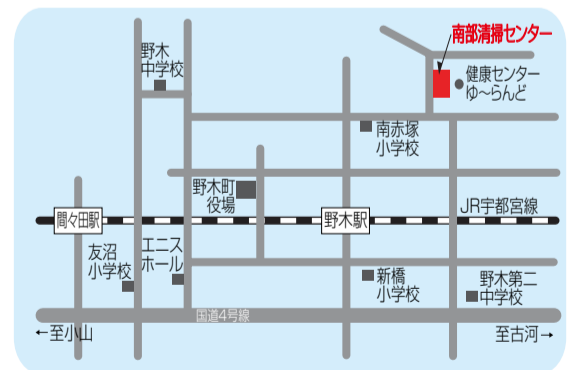 南部清掃センター
野木
中学校
健康センター
ゆ〜らんど
南赤塚
小学校
野木町
役場
JR宇都宮線
間々田駅
野木駅
友沼
小学校
エニス
ホール
新橋
小学校
野木第二
中学校
国道4号線
←至小山
至古河→